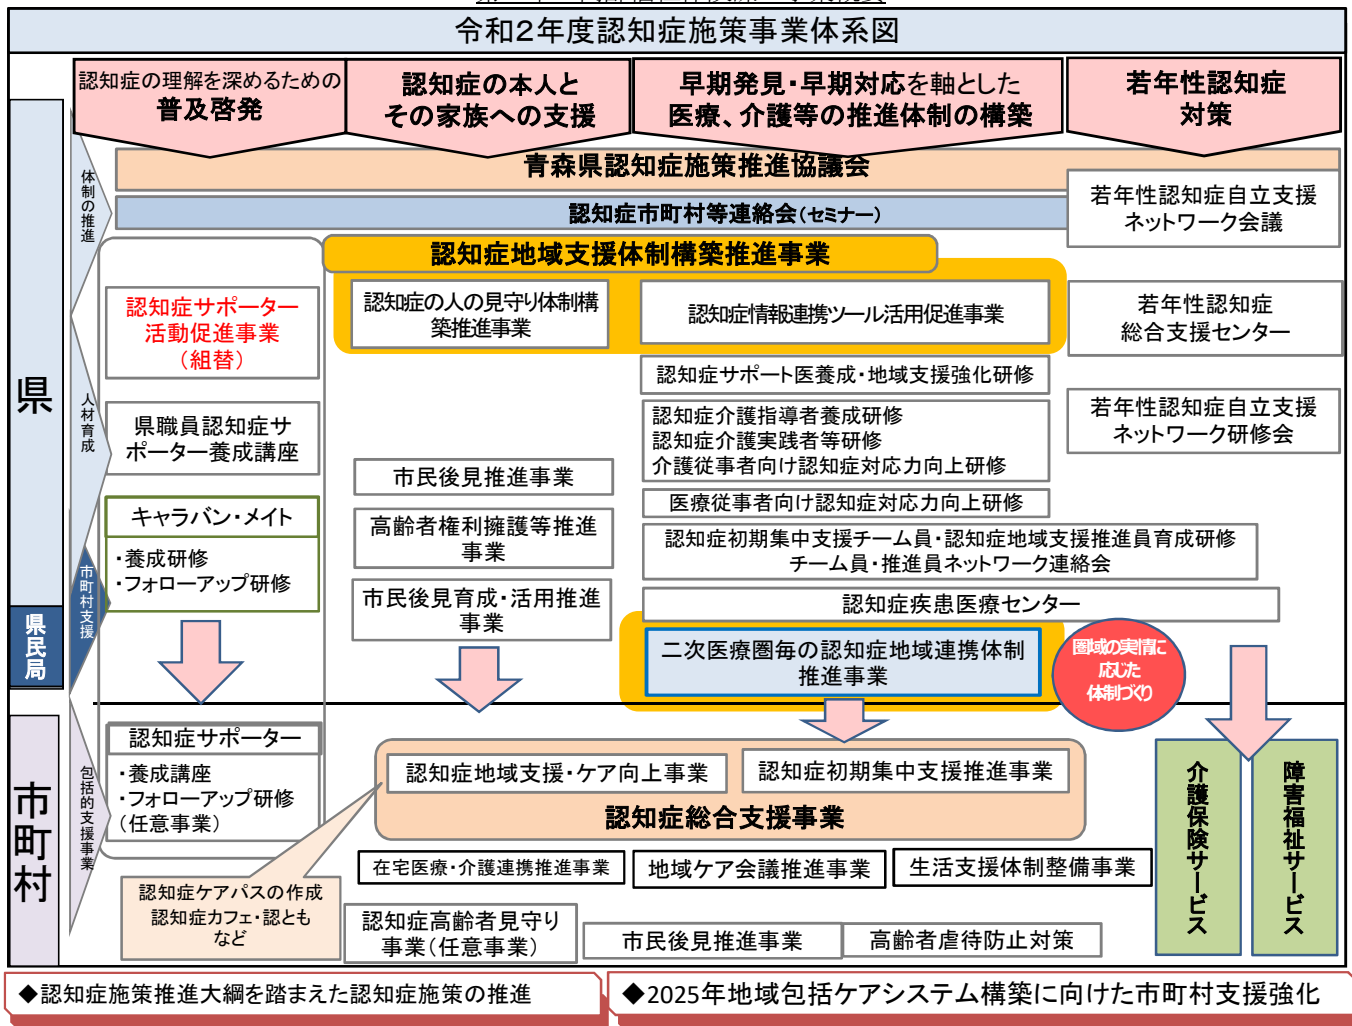 令和2年度認知症施策事業体系図
認知症の理解を深めるための
普及啓発
認知症の本人と
その家族への支援
早期発見・早期対応を軸とした
医療、介護等の推進体制の構築
若年性認知症
対策
県
県民局
市町村
体制の推進
人材育成
市町村支援
包括的支援事業
青森県認知症施策推進協議会
認知症市町村等連絡会(セミナー)
若年性認知症自立支援
ネットワーク会議
認知症地域支援体制構築推進事業
認知症サポーター
活動促進事業
(組替)
認知症の人の見守り体制構
築推進事業
認知症情報連携ツール活用促進事業
若年性認知症
総合支援センター
認知症サポート医養成・地域支援強化研修
県職員認知症サ
ポーター養成講座
認知症介護指導者養成研修
認知症介護実践者等研修
介護従事者向け認知症対応力向上研修
若年性認知症自立支援
ネットワーク研修会
市民後見推進事業
医療従事者向け認知症対応力向上研修
キャラバン・メイト
・養成研修
・フォローアップ研修
高齢者権利擁護等推進
事業
認知症初期集中支援チーム員・認知症地域支援推進員育成研修
チーム員・推進員ネットワーク連絡会
市民後見育成・活用推進
事業
認知症疾患医療センター
二次医療圏毎の認知症地域連携体制
推進事業
圏域の実情に
応じた
体制づくり
認知症サポーター
・養成講座
・フォローアップ研修
(任意事業)
認知症地域支援・ケア向上事業
認知症初期集中支援推進事業
認知症総合支援事業
介護保険サービス
障害福祉サービス
認知症ケアパスの作成
認知症カフェ・認とも
など
在宅医療・介護連携推進事業
地域ケア会議推進事業
生活支援体制整備事業
認知症高齢者見守り
事業(任意事業)
市民後見推進事業
高齢者虐待防止対策
◆認知症施策推進大綱を踏まえた認知症施策の推進
◆2025年地域包括ケアシステム構築に向けた市町村支援強化